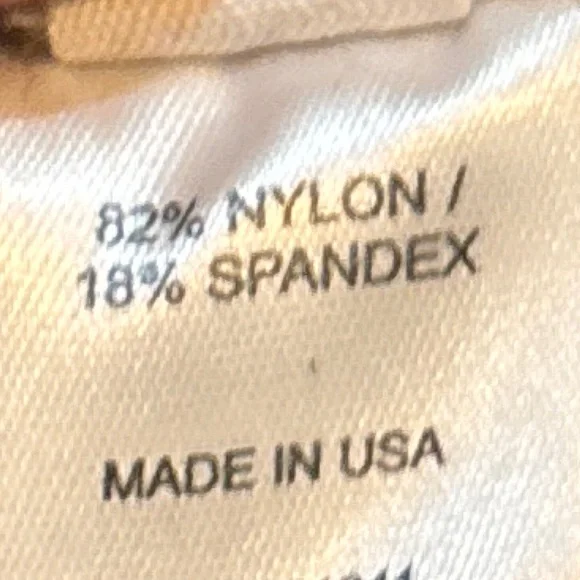 82% NYLON /
18% SPANDEX
MADE IN USA